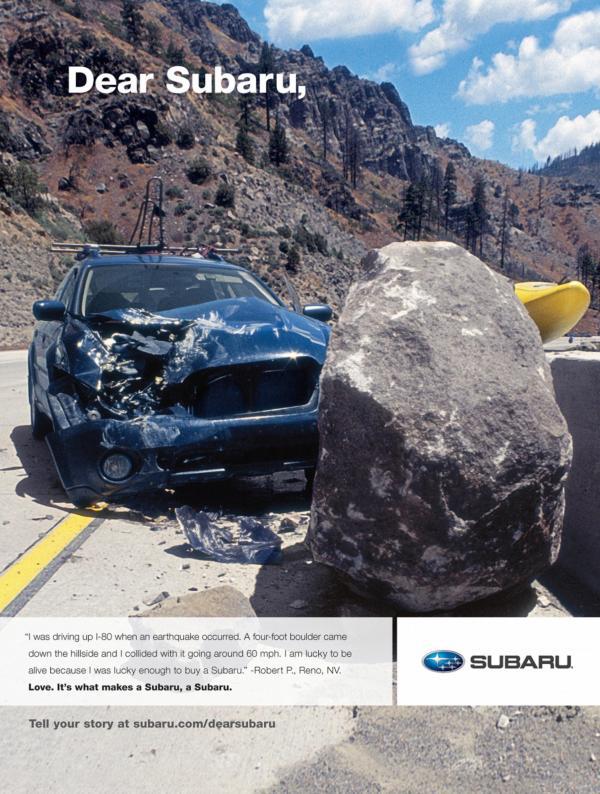 Dear Subaru,
"I was driving up I-80 when an earthquake occurred. A four-foot boulder came
down the hillside and I collided with it going around 60 mph. I am lucky to be
alive because I was lucky enough to buy a Subaru." -Robert P., Reno, NV.
Love. It's what makes a Subaru, a Subaru.
SUBARU.
Tell your story at subaru.com/dearsubaru